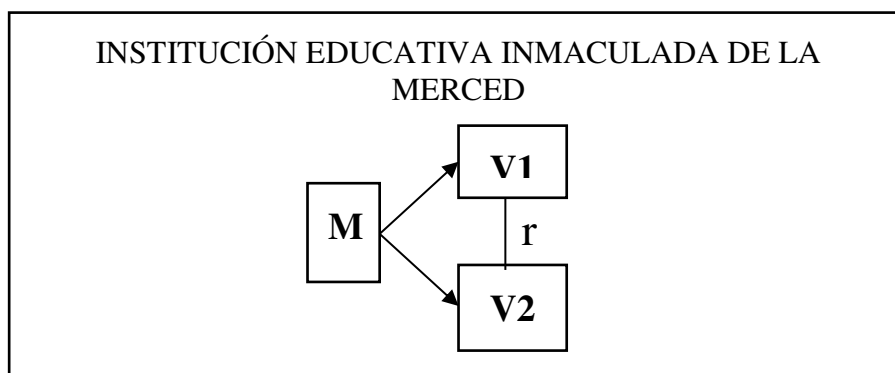 INSTITUCIÓN EDUCATIVA INMACULADA DE LA
MERCED
V1
M
r
V2